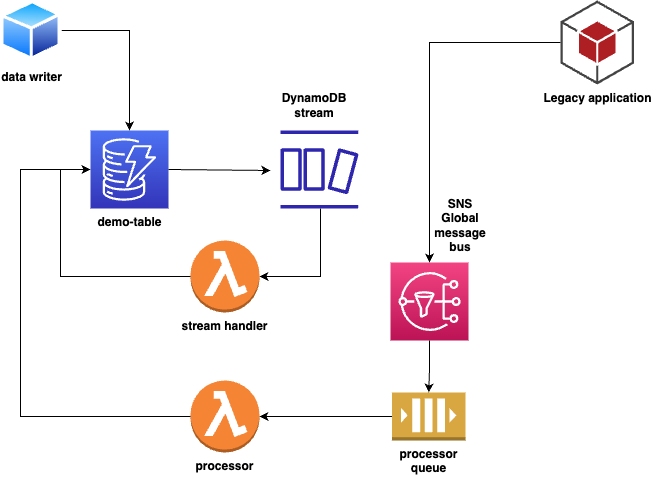 data writer
Legacy application
DynamoDB
stream
demo-table
SNS
Global
message
bus
stream handler
processor
processor
queue